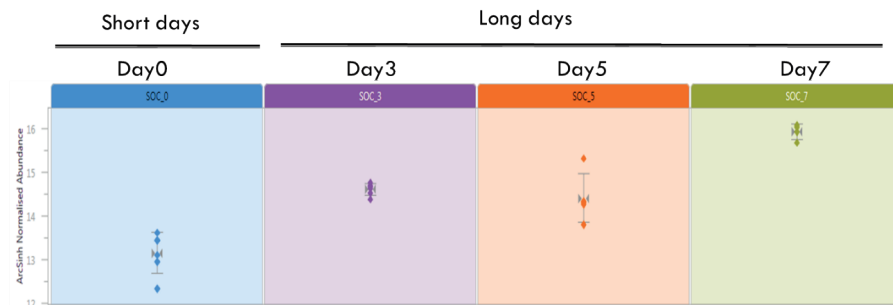 Short days
Long days
Day0
Day3
Day5
Day7
SOC_0
SOC_3
SOC_5
SOC_7
ArcSinh Normalised Abundance
16
15
14
13
12